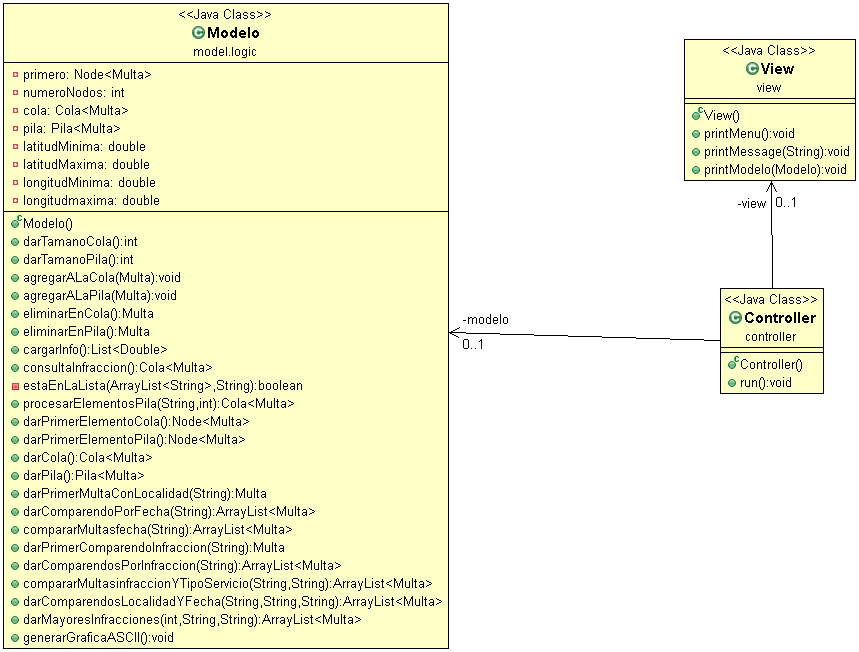 <<Java Class>>
Modelo
model.logic
primero: Node<Multa>
numeroNodos: int
cola: Cola<Multa>
pila: Pila<Multa>
latitudMinima: double
latitudMaxima: double
longitudMinima: double
longitudmaxima: double
Modelo()
darTamanoCola():int
darTamanoPila():int
agregarALaCola(Multa):void
agregarALaPila(Multa):void
eliminarEnCola():Multa
eliminarEnPila():Multa
cargarInfo():List<Double>
consultaInfraccion():Cola<Multa>
estaEnLaLista(ArrayList<String>,String):boolean
procesarElementosPila(String,int):Cola<Multa>
darPrimerElementoCola():Node<Multa>
darPrimerElementoPila():Node<Multa>
darCola():Cola<Multa>
darPila():Pila<Multa>
darPrimerMultaConLocalidad(String):Multa
darComparendoPorFecha(String):ArrayList<Multa>
compararMultasfecha(String):ArrayList<Multa>
darPrimerComparendoInfraccion(String):Multa
darComparendosPorInfraccion(String):ArrayList<Multa>
compararMultasinfraccionYTipoServicio(String,String):ArrayList<Multa>
darComparendosLocalidadYFecha(String,String,String):ArrayList<Multa>
darMayoresInfracciones(int,String,String):ArrayList<Multa>
generarGraficaASCII():void
<<Java Class>>
View
view
View()
printMenu():void
printMessage(String):void
printModelo(Modelo):void
-view 0..1
-modelo
0..1
<<Java Class>>
Controller
controller
Controller()
run():void